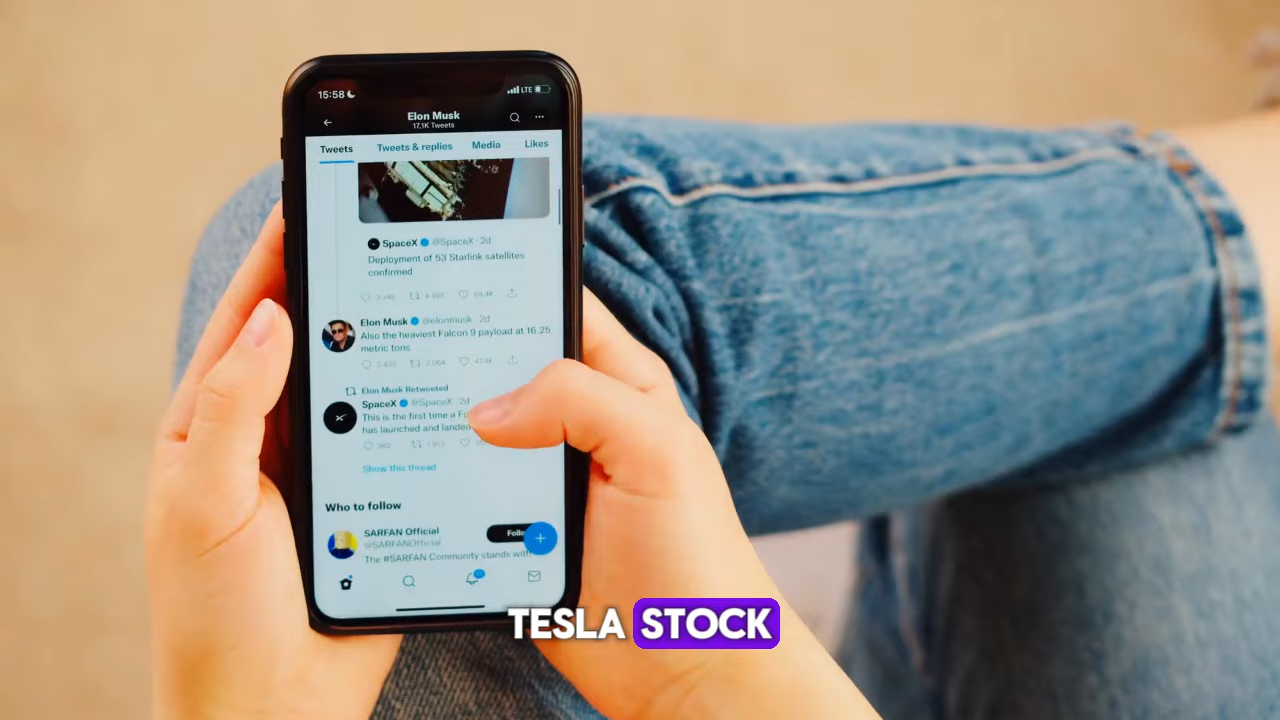 15:58
LTE
Elon Musk
17,1K Tweets
Tweets Tweets & replies Media Likes
SpaceX @SpaceX · 2d
Deployment of 53 Starlink satellites
confirmed
Elon Musk @elonmusk · 2d
Also the heaviest Falcon 9 payload at 16.25
metric tons
Elon Musk Retweeted
SpaceX @SpaceX · 2d
This is the first time a
has launched and landed
Show this thread
Who to follow
SARFAN Official
@SARFANOfficial
The #SARFAN Community stands with
TESLA STOCK